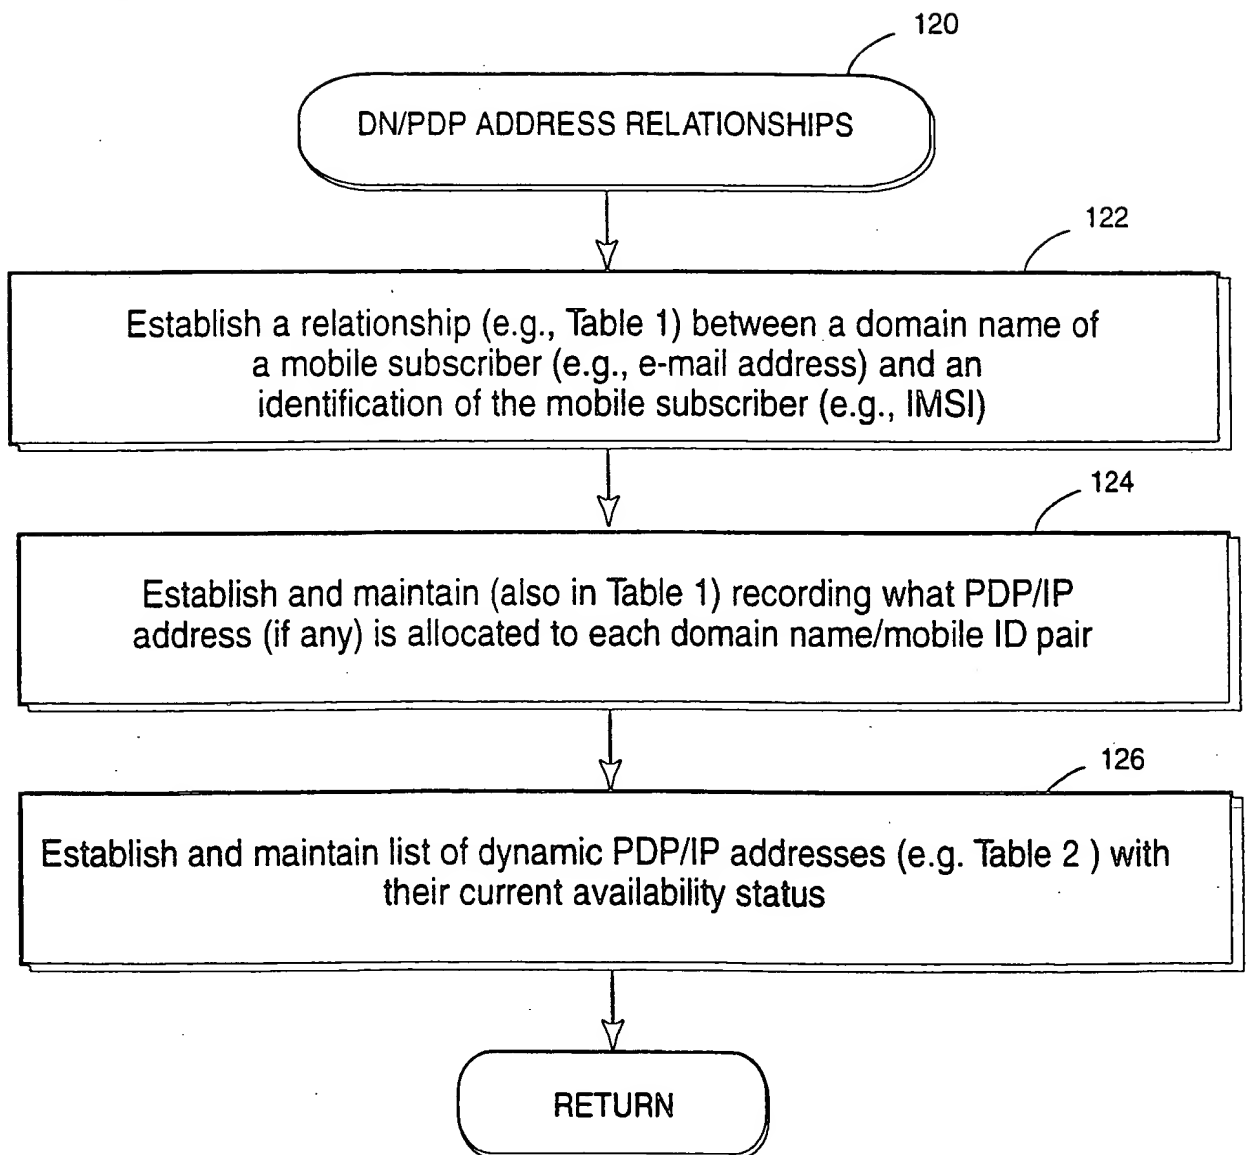 120
DN/PDP ADDRESS RELATIONSHIPS
122
Establish a relationship (e.g., Table 1) between a domain name of
a mobile subscriber (e.g., e-mail address) and an
identification of the mobile subscriber (e.g., IMSI)
124
Establish and maintain (also in Table 1) recording what PDP/IP
address (if any) is allocated to each domain name/mobile ID pair
126
Establish and maintain list of dynamic PDP/IP addresses (e.g. Table 2 ) with
their current availability status
RETURN